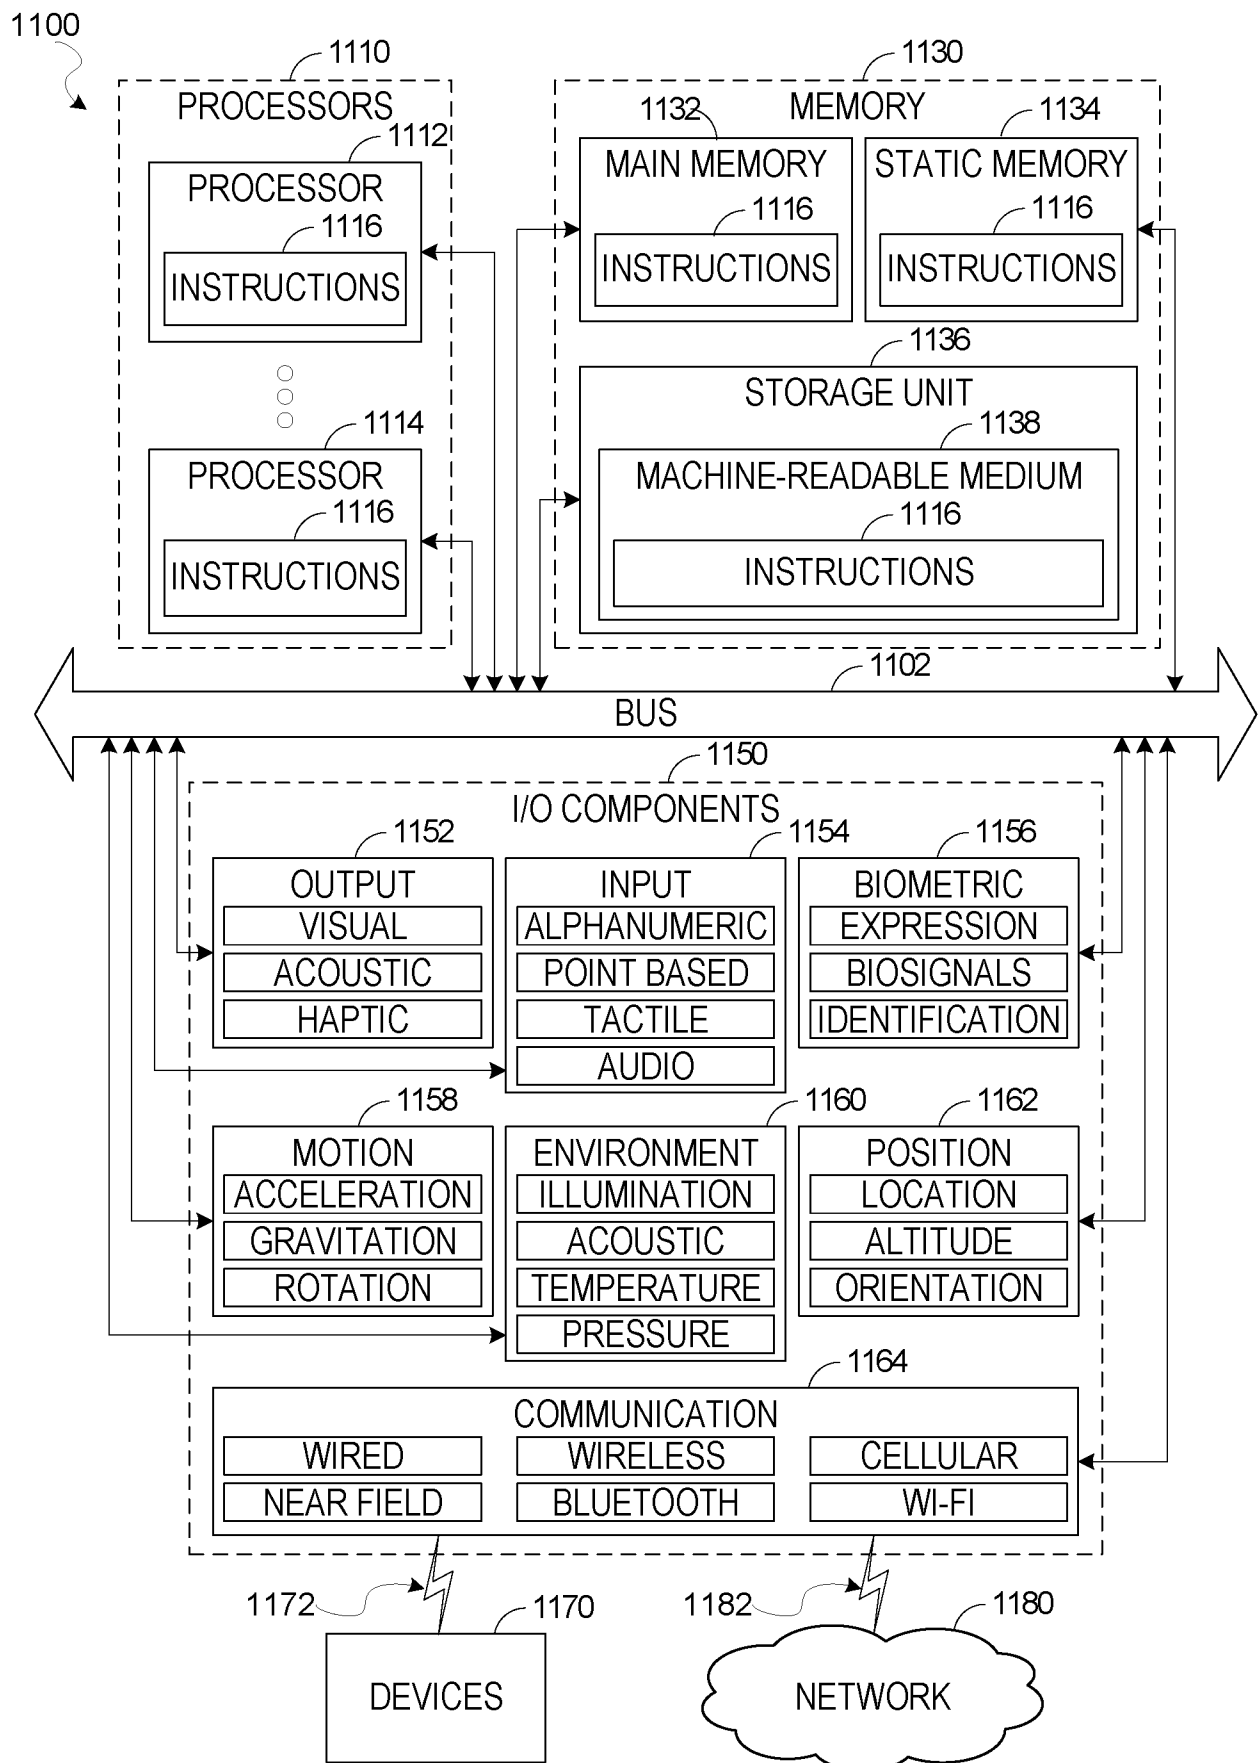 1100
1110
PROCESSORS
1112
PROCESSOR
1116
INSTRUCTIONS
1114
PROCESSOR
1116
INSTRUCTIONS
1130
MEMORY
1132
MAIN MEMORY
1116
INSTRUCTIONS
1134
STATIC MEMORY
1116
INSTRUCTIONS
1136
STORAGE UNIT
1138
MACHINE-READABLE MEDIUM
1116
INSTRUCTIONS
1102
BUS
1150
I/O COMPONENTS
1152
OUTPUT
VISUAL
ACOUSTIC
HAPTIC
1154
INPUT
ALPHANUMERIC
POINT BASED
TACTILE
AUDIO
1156
BIOMETRIC
EXPRESSION
BIOSIGNALS
IDENTIFICATION
1158
MOTION
ACCELERATION
GRAVITATION
ROTATION
1160
ENVIRONMENT
ILLUMINATION
ACOUSTIC
TEMPERATURE
PRESSURE
1162
POSITION
LOCATION
ALTITUDE
ORIENTATION
1164
COMMUNICATION
WIRED
WIRELESS
CELLULAR
NEAR FIELD
BLUETOOTH
WI-FI
1172
1170
DEVICES
1182
1180
NETWORK